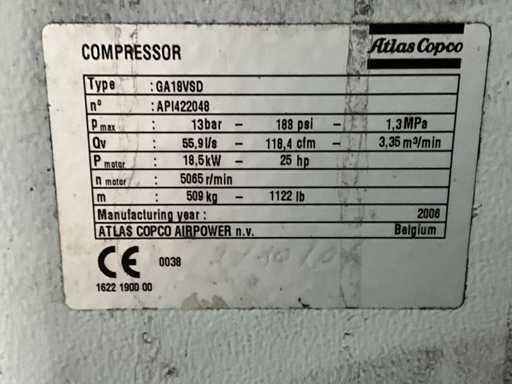 COMPRESSOR
Atlas Copco
Type : GA18VSD
nº : API422048
P max : 13bar – 188 psi – 1,3MPa
Qv : 55,9l/s – 118,4 cfm – 3,35 m³/min
P motor : 18,5kW – 25 hp
n motor : 5065 r/min
m : 509 kg – 1122 lb
Manufacturing year : 2006
ATLAS COPCO AIRPOWER n.v. Belgium
CE 0038
1622 1900 00